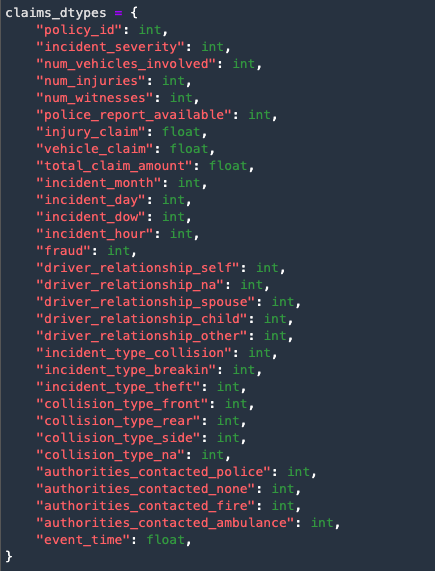 claims_dtypes = {
    "policy_id": int,
    "incident_severity": int,
    "num_vehicles_involved": int,
    "num_injuries": int,
    "num_witnesses": int,
    "police_report_available": int,
    "injury_claim": float,
    "vehicle_claim": float,
    "total_claim_amount": float,
    "incident_month": int,
    "incident_day": int,
    "incident_dow": int,
    "incident_hour": int,
    "fraud": int,
    "driver_relationship_self": int,
    "driver_relationship_na": int,
    "driver_relationship_spouse": int,
    "driver_relationship_child": int,
    "driver_relationship_other": int,
    "incident_type_collision": int,
    "incident_type_breakin": int,
    "incident_type_theft": int,
    "collision_type_front": int,
    "collision_type_rear": int,
    "collision_type_side": int,
    "collision_type_na": int,
    "authorities_contacted_police": int,
    "authorities_contacted_none": int,
    "authorities_contacted_fire": int,
    "authorities_contacted_ambulance": int,
    "event_time": float,
}